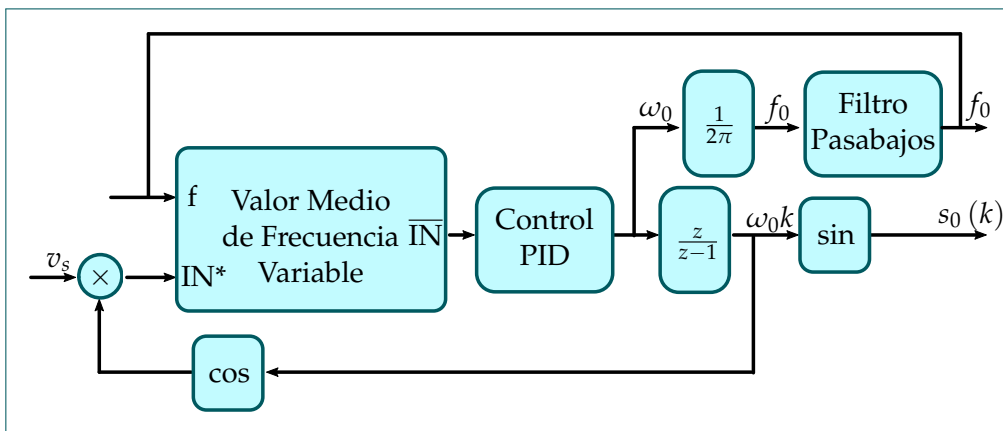 ω₀
1/2π
f₀
Filtro
Pasabajos
f₀
f
Valor Medio
de Frecuencia
Variable
IN*
I̅N̅
Control
PID
z/z−1
ω₀k
sin
s₀ (k)
vₛ
×
cos